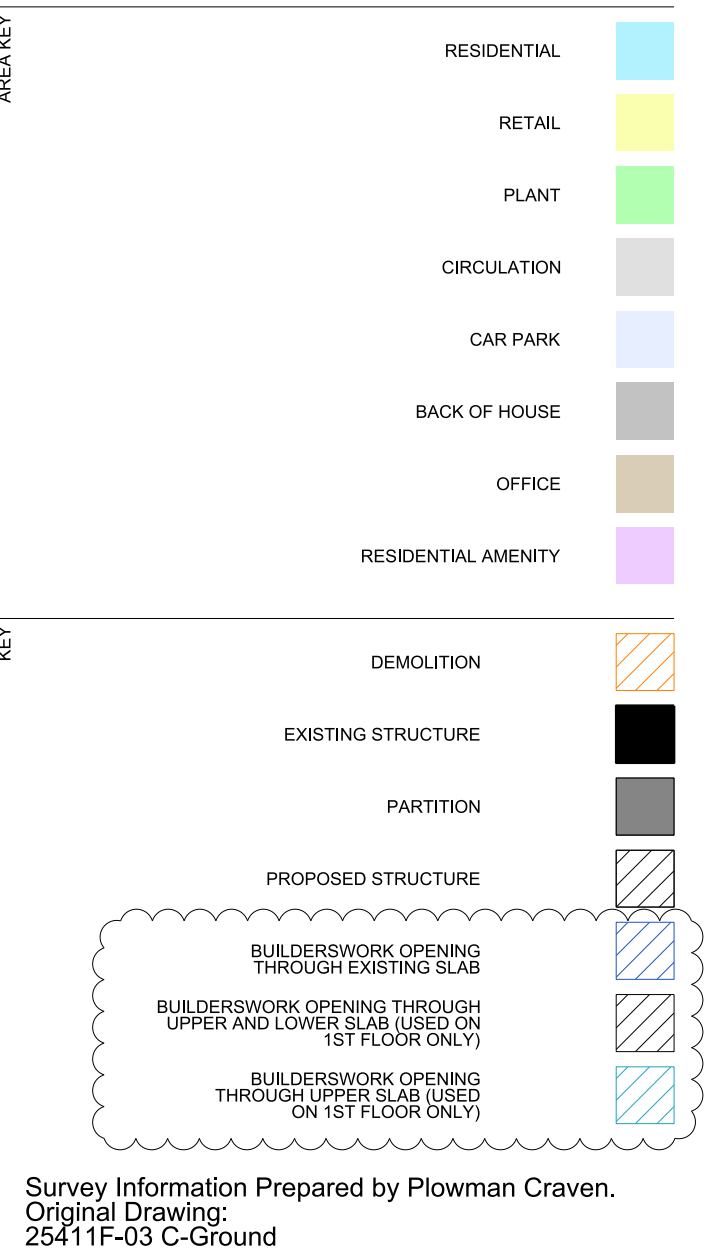 AREA KEY
RESIDENTIAL
RETAIL
PLANT
CIRCULATION
CAR PARK
BACK OF HOUSE
OFFICE
RESIDENTIAL AMENITY
KEY
DEMOLITION
EXISTING STRUCTURE
PARTITION
PROPOSED STRUCTURE
BUILDERSWORK OPENING
THROUGH EXISTING SLAB
BUILDERSWORK OPENING THROUGH
UPPER AND LOWER SLAB (USED ON
1ST FLOOR ONLY)
BUILDERSWORK OPENING
THROUGH UPPER SLAB (USED
ON 1ST FLOOR ONLY)
Survey Information Prepared by Plowman Craven.
Original Drawing:
25411F-03 C-Ground